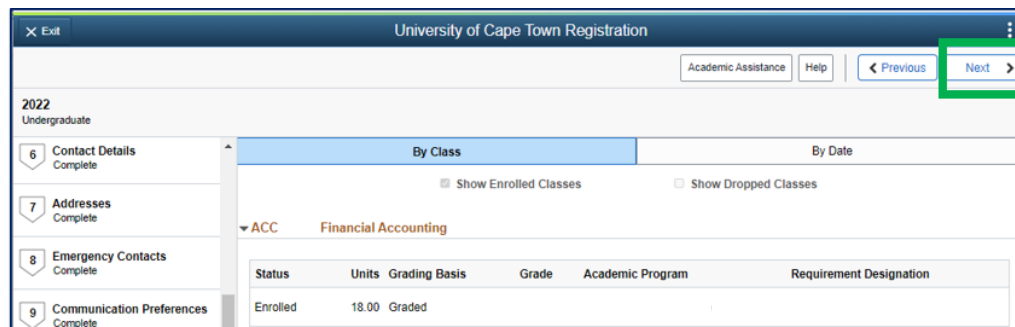 Exit University of Cape Town Registration
Academic Assistance Help Previous Next
2022
Undergraduate
6 Contact Details
Complete
By Class By Date
Show Enrolled Classes Show Dropped Classes
7 Addresses
Complete
ACC Financial Accounting
8 Emergency Contacts
Complete
Status Units Grading Basis Grade Academic Program Requirement Designation
9 Communication Preferences
Complete
Enrolled 18.00 Graded